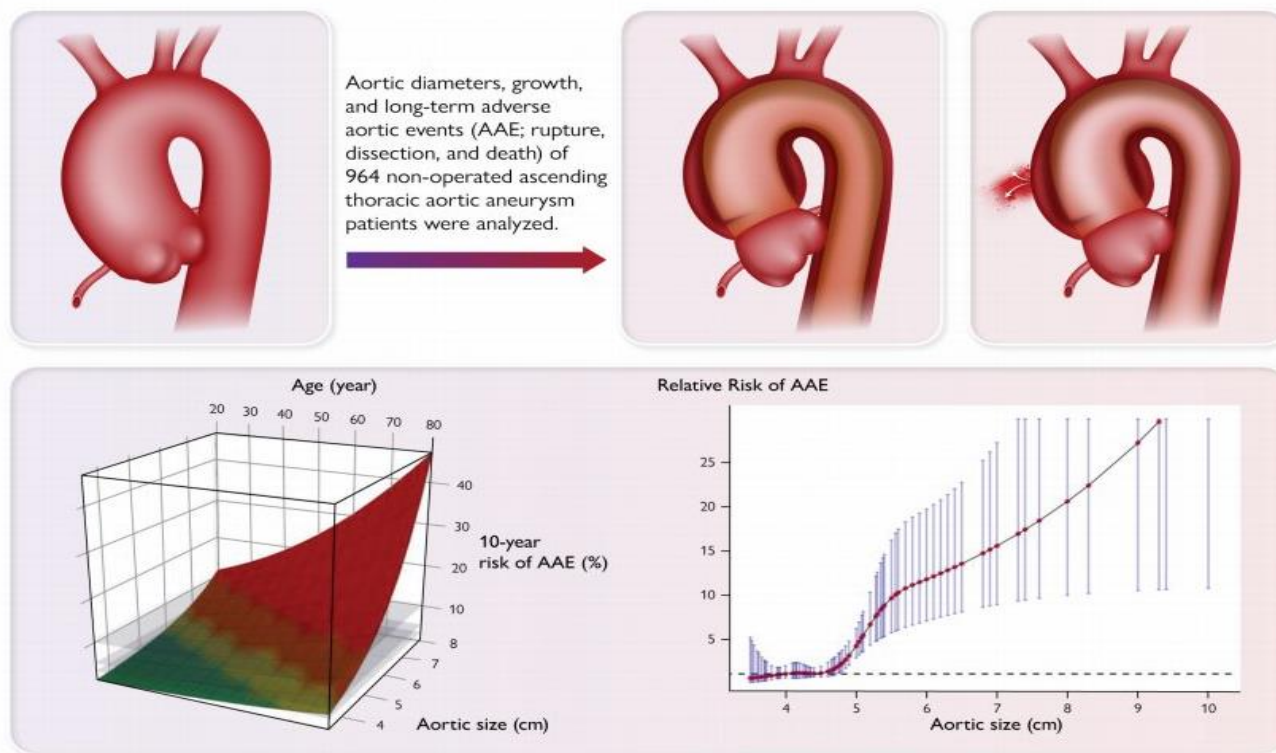 Aortic diameters, growth,
and long-term adverse
aortic events (AAE; rupture,
dissection, and death) of
964 non-operated ascending
thoracic aortic aneurysm
patients were analyzed.
Age (year)
20 30 40 50 60 70 80
40
30
20
10
10-year
risk of AAE (%)
8
7
6
5
4
Aortic size (cm)
Relative Risk of AAE
25
20
15
10
5
4 5 6 7 8 9 10
Aortic size (cm)